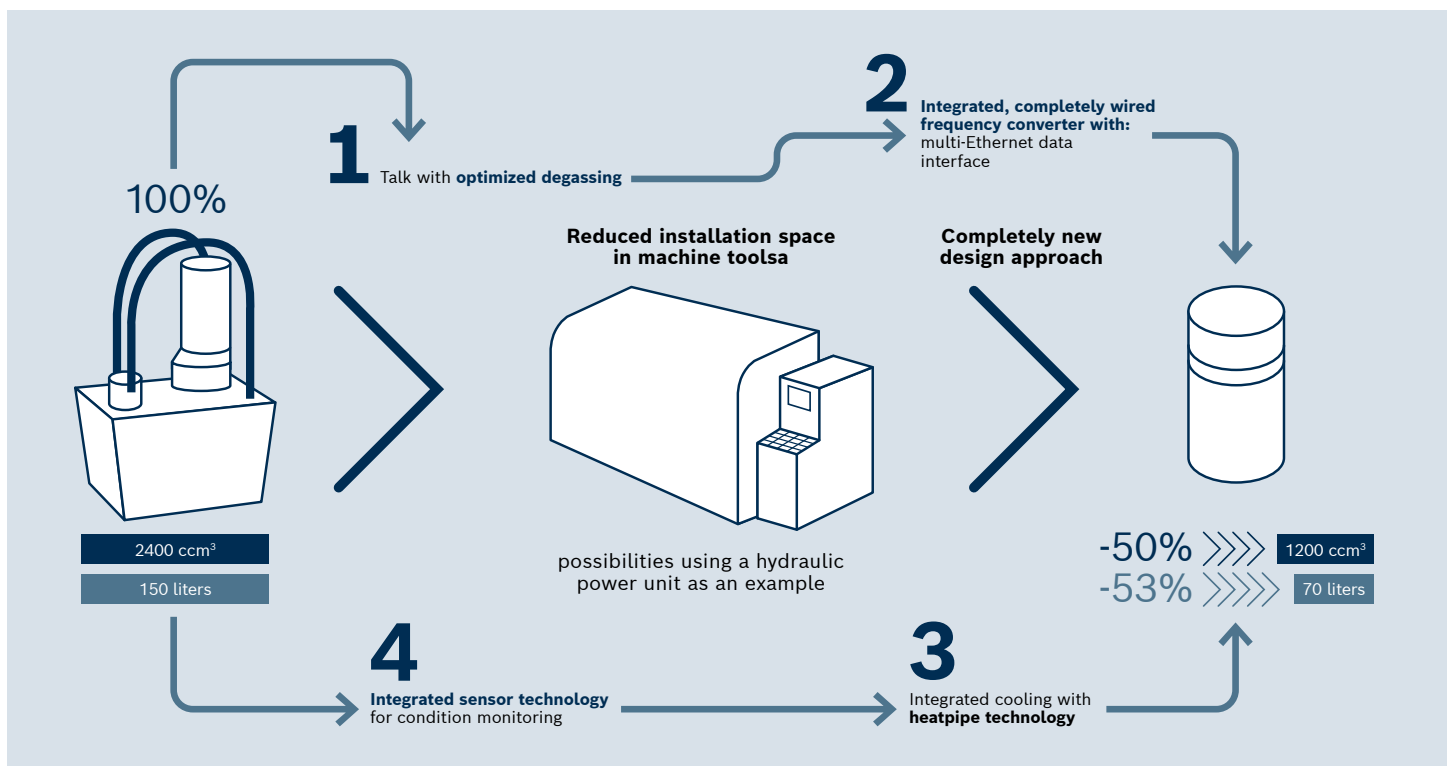 1
Talk with optimized degassing
2
Integrated, completely wired
frequency converter with:
multi-Ethernet data
interface
100%
Reduced installation space
in machine toolsa
Completely new
design approach
possibilities using a hydraulic
power unit as an example
2400 ccm³
150 liters
-50%
1200 ccm³
-53%
70 liters
4
Integrated sensor technology
for condition monitoring
3
Integrated cooling with
heatpipe technology